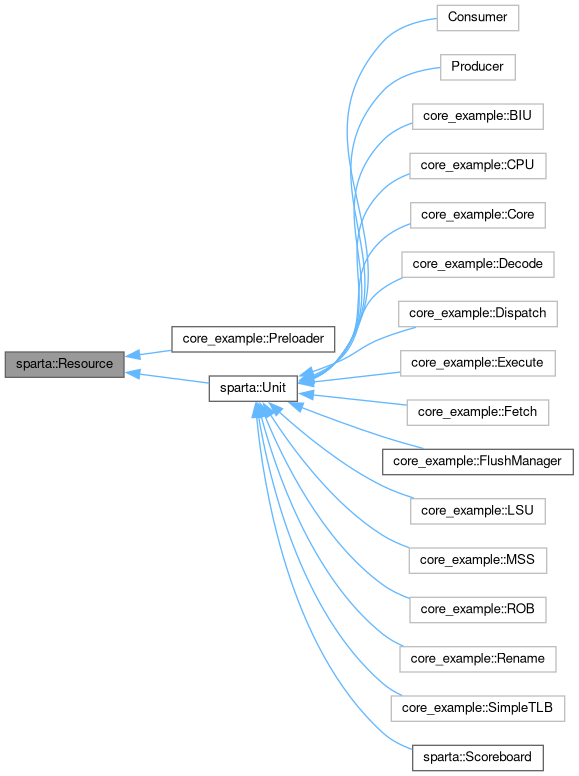 Consumer
Producer
core_example::BIU
core_example::CPU
core_example::Core
core_example::Decode
core_example::Dispatch
core_example::Preloader
sparta::Resource
core_example::Execute
sparta::Unit
core_example::Fetch
core_example::FlushManager
core_example::LSU
core_example::MSS
core_example::ROB
core_example::Rename
core_example::SimpleTLB
sparta::Scoreboard